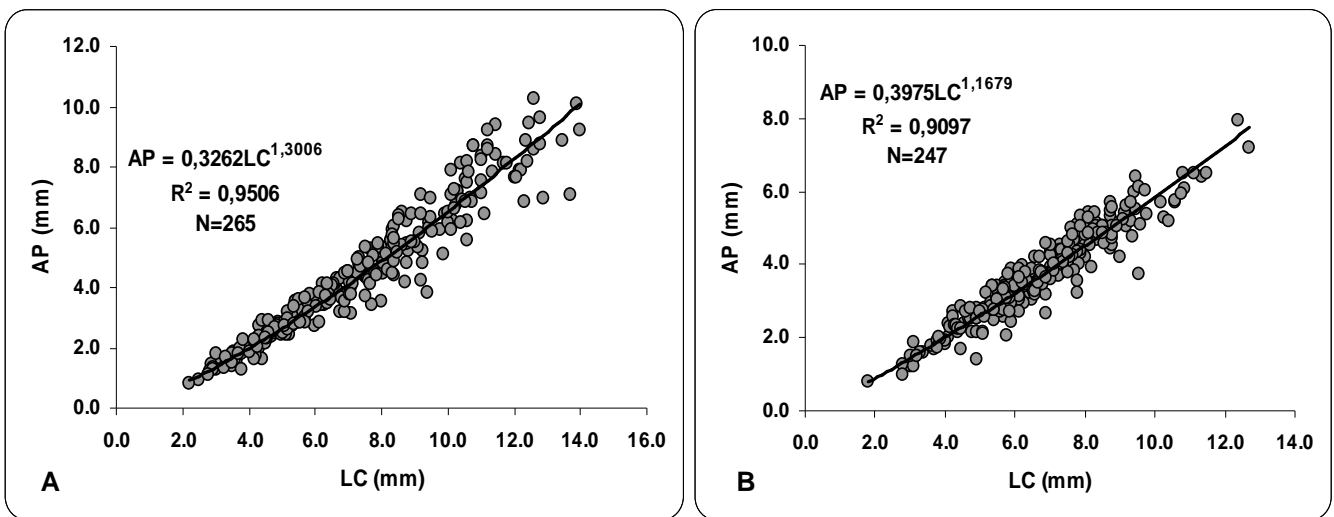 12.0
10.0
8.0
6.0
4.0
2.0
0.0
AP (mm)
AP = 0,3262LC^1,3006
R² = 0,9506
N=265
0.0 2.0 4.0 6.0 8.0 10.0 12.0 14.0 16.0
LC (mm)
A
10.0
8.0
6.0
4.0
2.0
0.0
AP (mm)
AP = 0,3975LC^1,1679
R² = 0,9097
N=247
0.0 2.0 4.0 6.0 8.0 10.0 12.0 14.0
LC (mm)
B